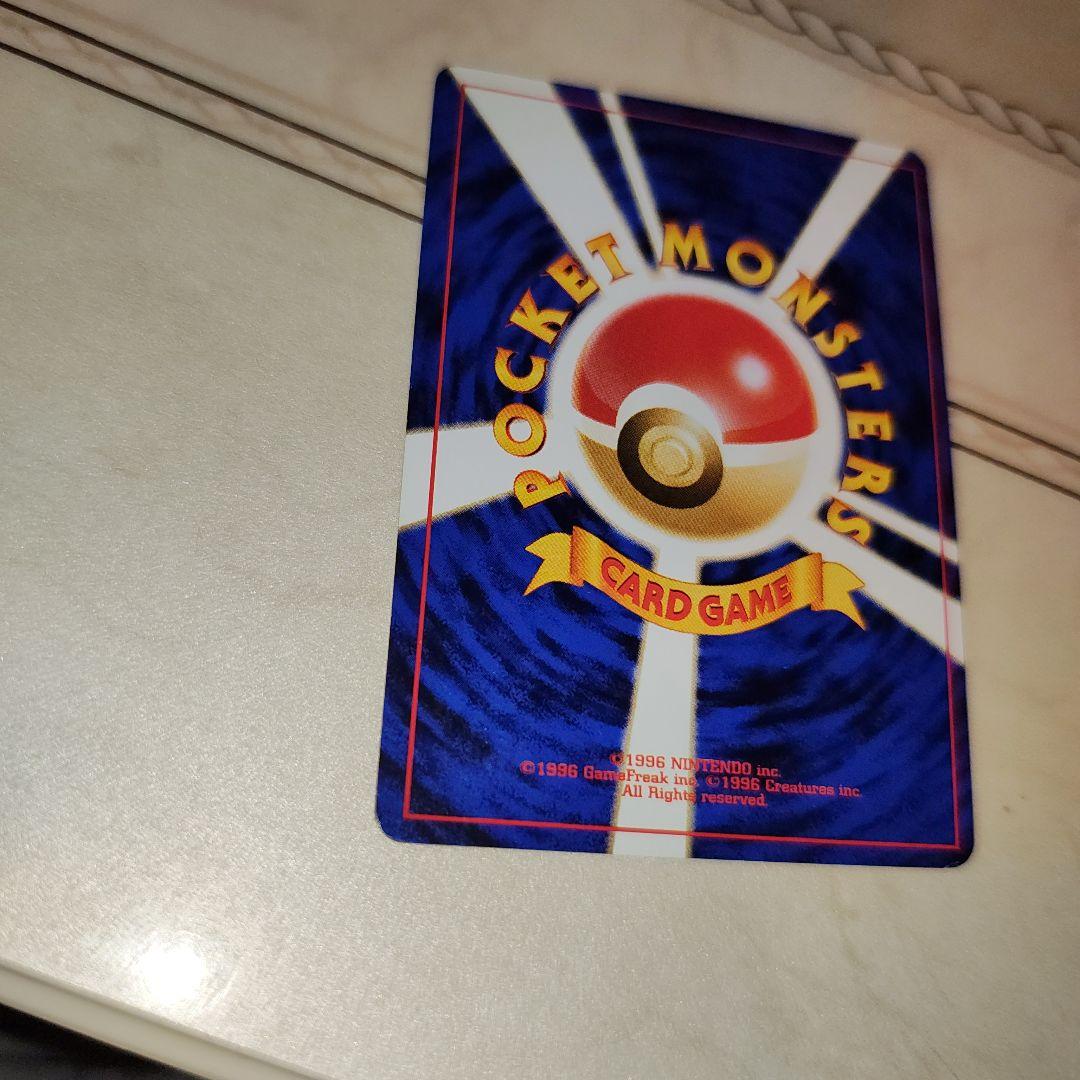 POCKET MONSTERS
CARD GAME
©1996 NINTENDO inc.
©1996 GameFreak inc. ©1996 Creatures inc.
All Rights reserved.